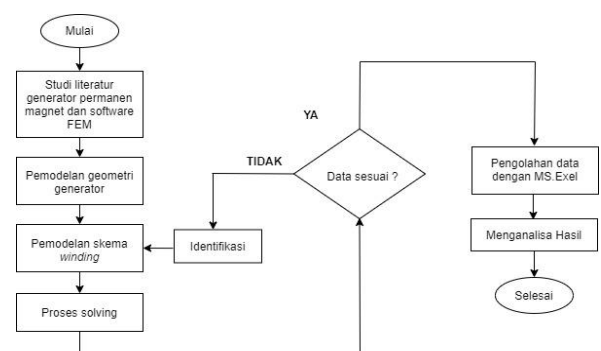 Mulai
Studi literatur
generator permanen
magnet dan software
FEM
Pemodelan geometri
generator
Pemodelan skema
winding
Proses solving
Identifikasi
TIDAK
YA
Data sesuai ?
Pengolahan data
dengan MS.Exel
Menganalisa Hasil
Selesai